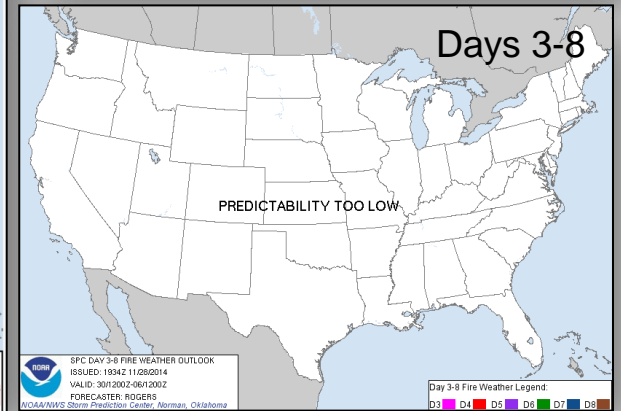 Days 3-8
PREDICTABILITY TOO LOW
NOAA
SPC DAY 3-8 FIRE WEATHER OUTLOOK
ISSUED: 1934Z 11/28/2014
VALID: 30/1200Z-06/1200Z
FORECASTER: ROGERS
NOAA/NWS Storm Prediction Center, Norman, Oklahoma
Day 3-8 Fire Weather Legend:
D3 D4 D5 D6 D7 D8